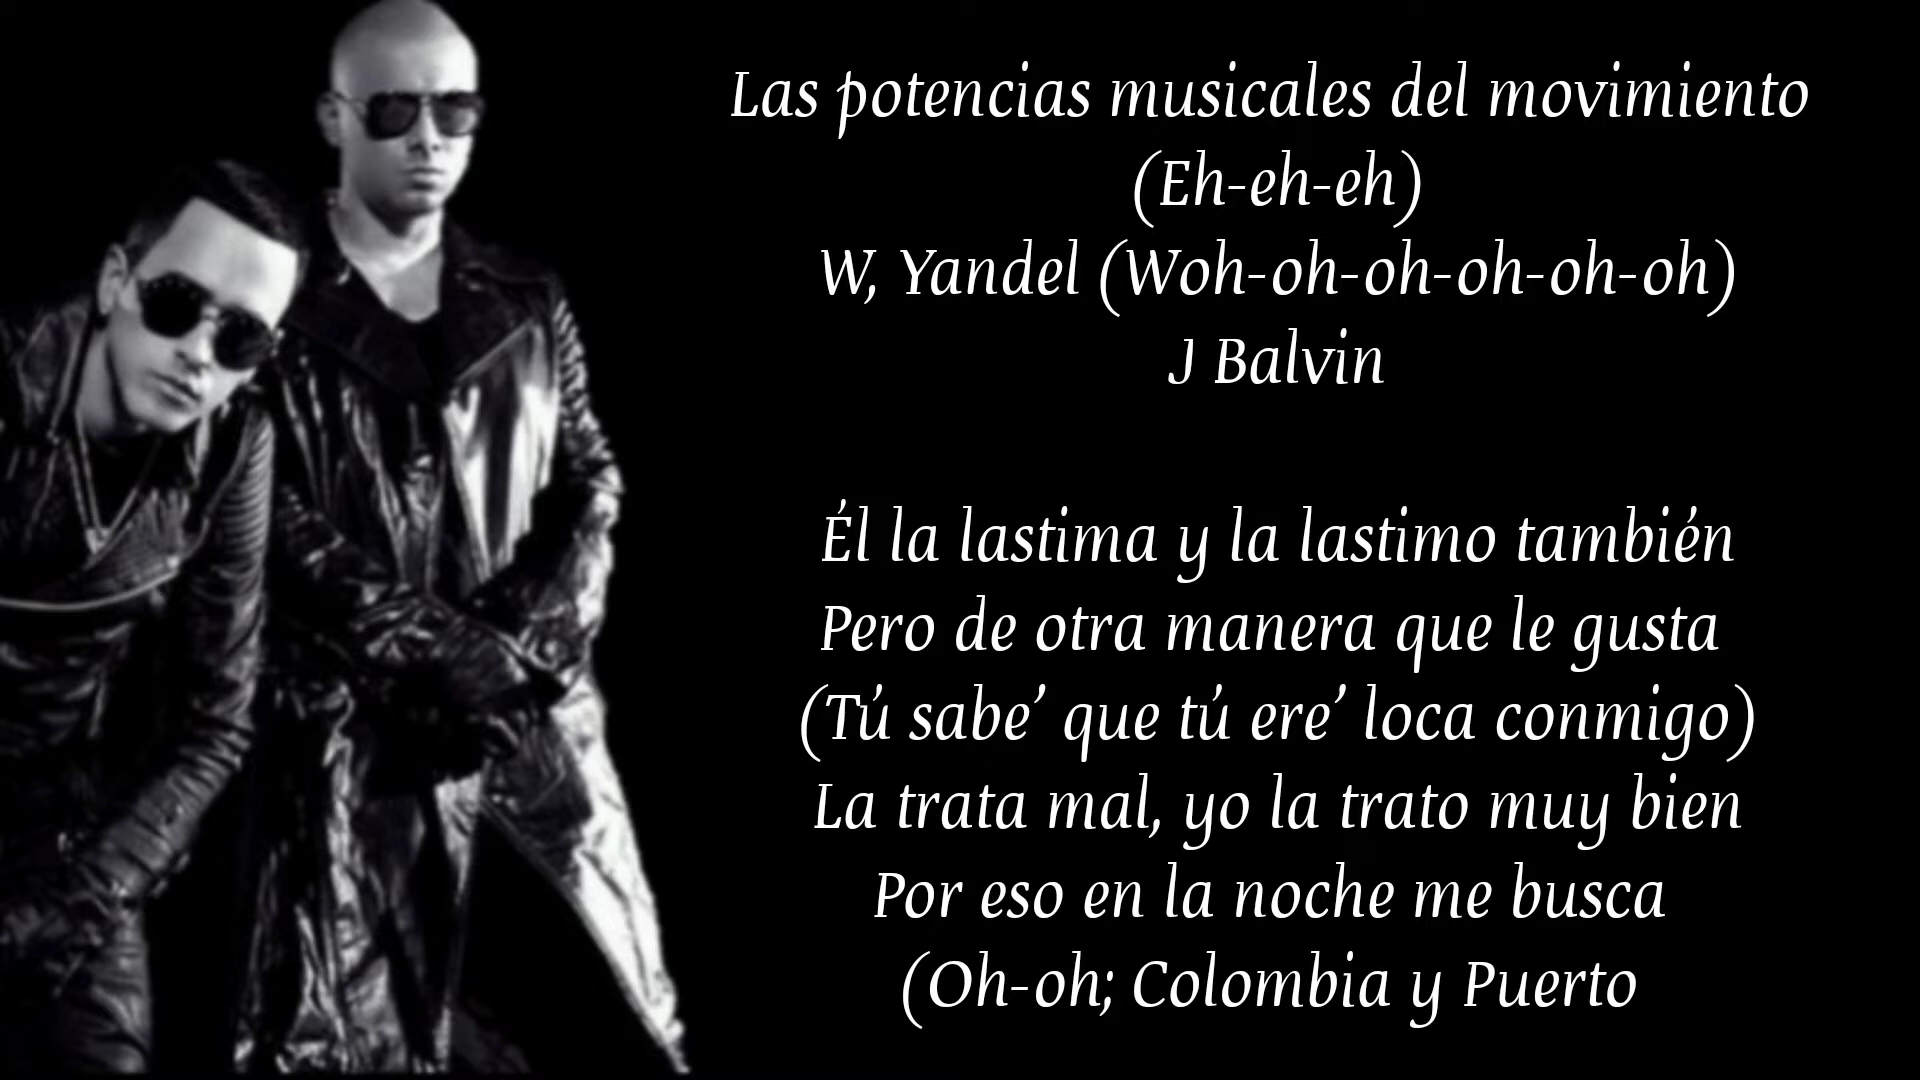 Las potencias musicales del movimiento
(Eh-eh-eh)
W, Yandel (Woh-oh-oh-oh-oh-oh)
J Balvin
Él la lastima y la lastimo también
Pero de otra manera que le gusta
(Tú sabe’ que tú ere’ loca conmigo)
La trata mal, yo la trato muy bien
Por eso en la noche me busca
(Oh-oh; Colombia y Puerto